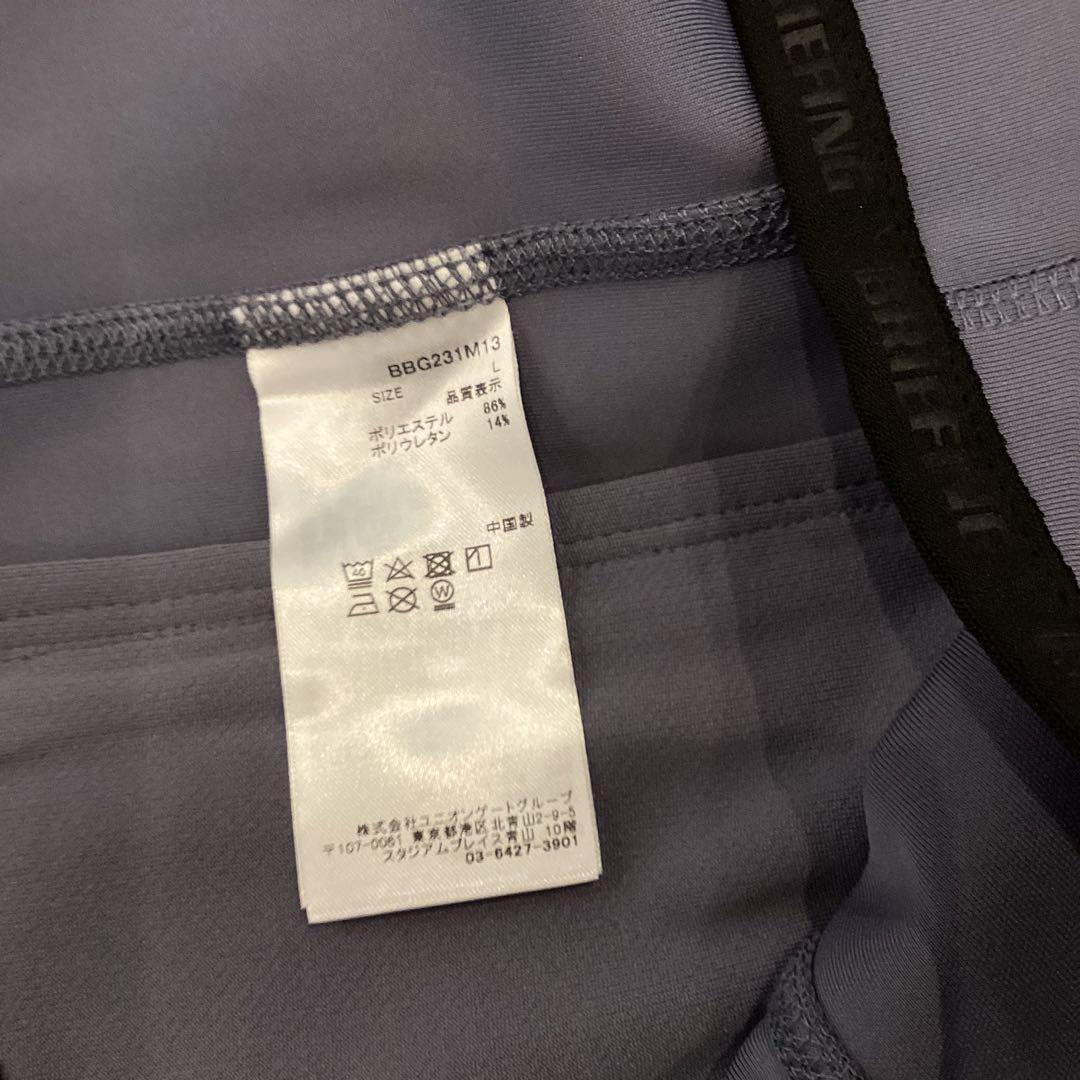 BRIEFING
BRIEFING
BBG231M13
SIZE L
品質表示
ポリエステル 86%
ポリウレタン 14%
中国製
40
W
株式会社ユニオンゲートグループ
〒107-0061 東京都港区北青山2-9-5
スタジアムプレイス青山 10階
03-6427-3901